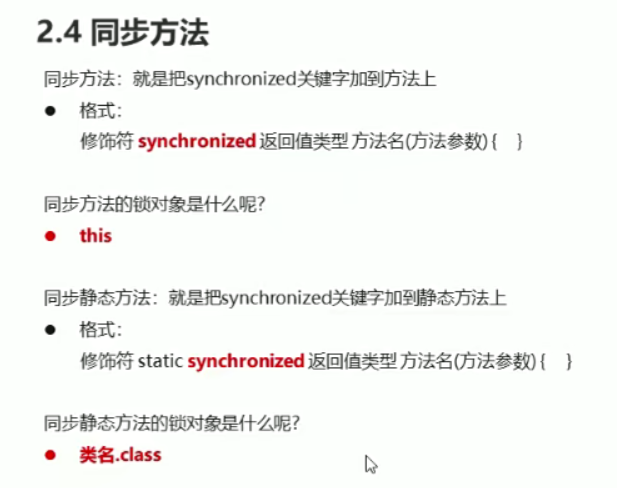 2.4 同步方法
同步方法：就是把synchronized关键字加到方法上
● 格式：
修饰符 synchronized 返回值类型 方法名(方法参数) {    }
同步方法的锁对象是什么呢?
● this
同步静态方法：就是把synchronized关键字加到静态方法上
● 格式：
修饰符 static synchronized 返回值类型 方法名(方法参数) {    }
同步静态方法的锁对象是什么呢?
● 类名.class